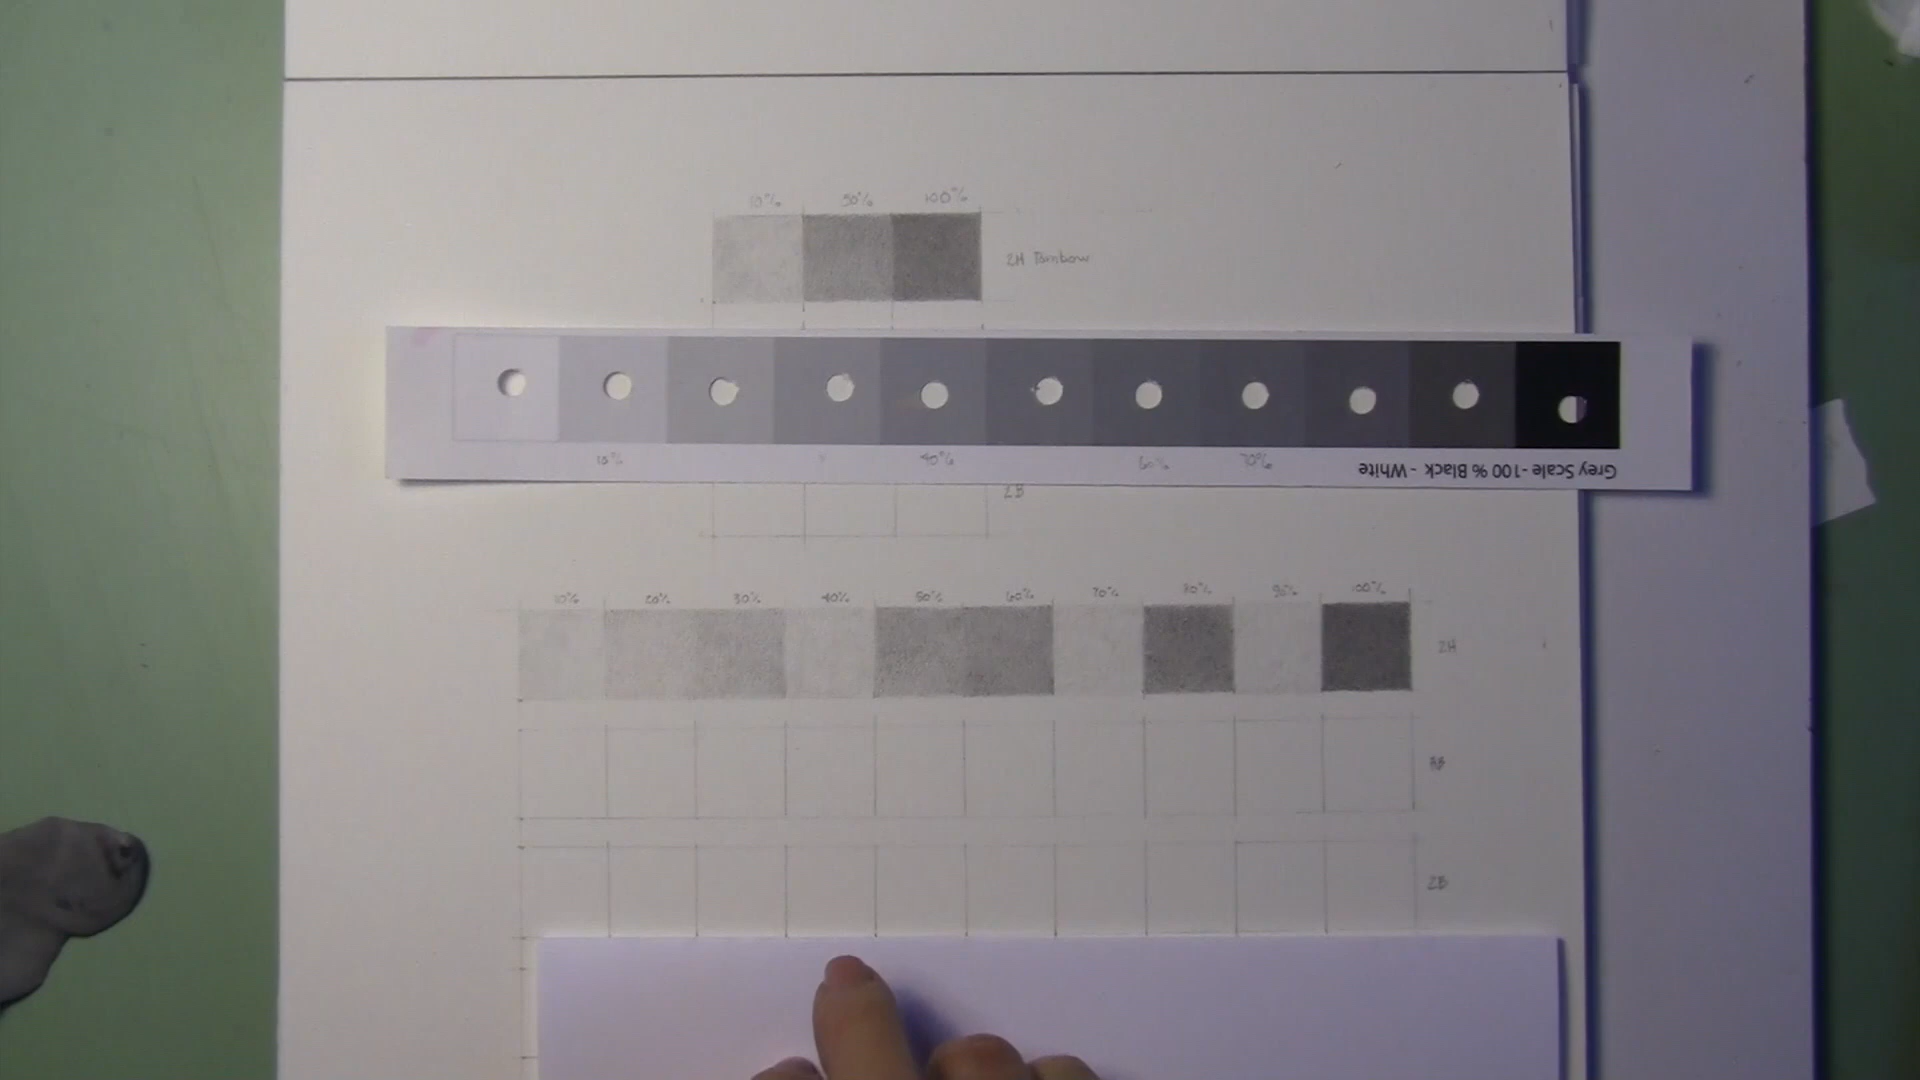 10% 50% 100%
2H Tombow
10% 40% 60% 70%
Grey Scale -100 % Black - White
2B
10% 20% 30% 40% 50% 60% 70% 80% 90% 100%
2H
2B